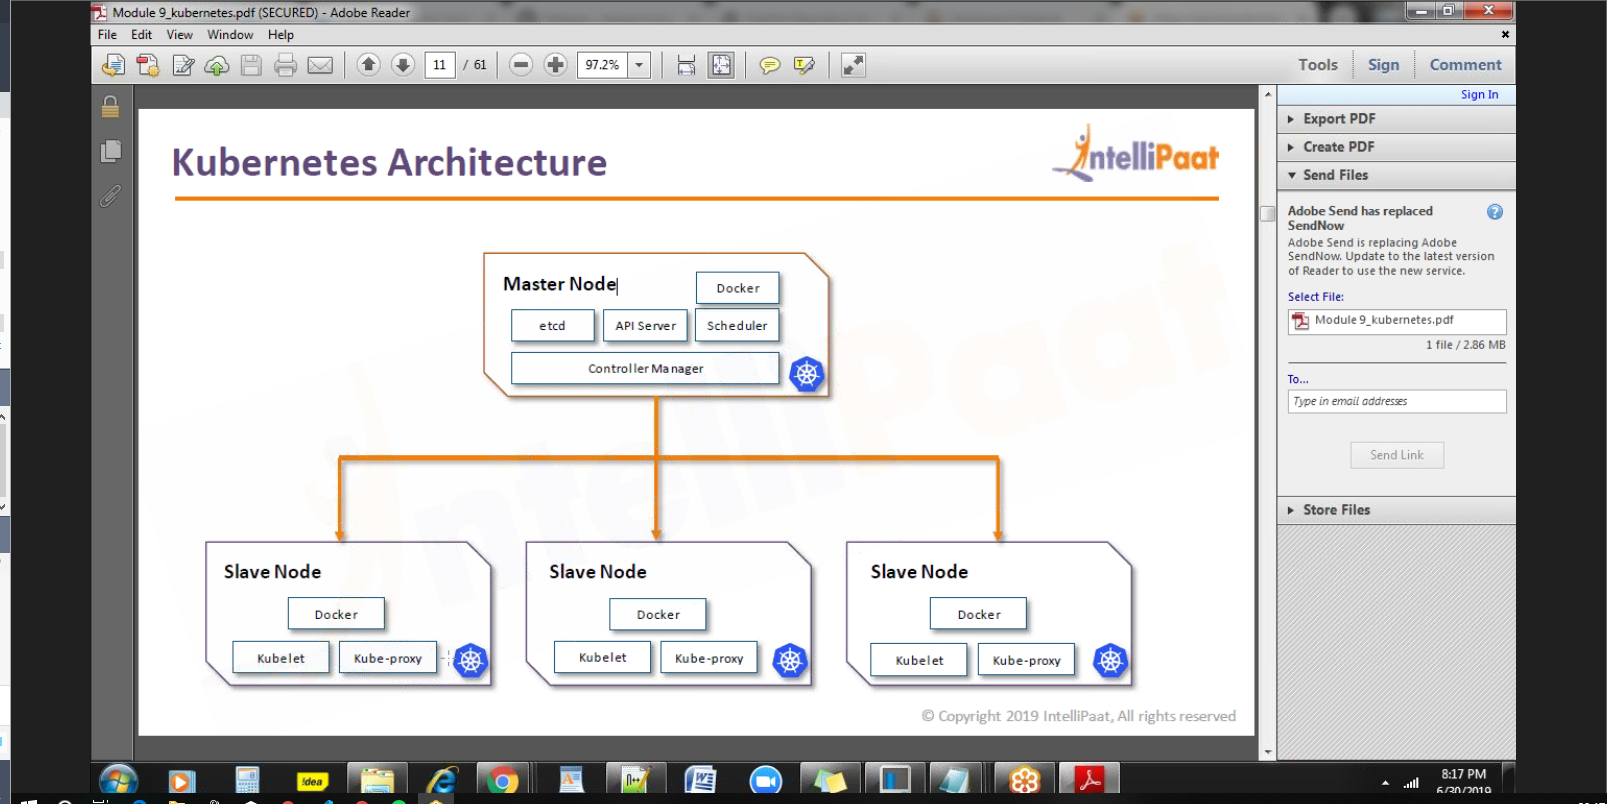 Module 9_kubernetes.pdf (SECURED) - Adobe Reader
File Edit View Window Help
11 / 61 97.2% Tools Sign Comment
Sign In
Export PDF
Create PDF
Send Files
Adobe Send has replaced
SendNow
Adobe Send is replacing Adobe
SendNow. Update to the latest version
of Reader to use the new service.
Select File:
Module 9_kubernetes.pdf
1 file / 2.86 MB
To...
Type in email addresses
Send Link
Store Files
Kubernetes Architecture
IntelliPaat
Master Node
Docker
etcd API Server Scheduler
Controller Manager
Slave Node
Docker
Kubelet Kube-proxy
Slave Node
Docker
Kubelet Kube-proxy
Slave Node
Docker
Kubelet Kube-proxy
IntelliPaat
© Copyright 2019 IntelliPaat, All rights reserved
!dea
8:17 PM
6/30/2019